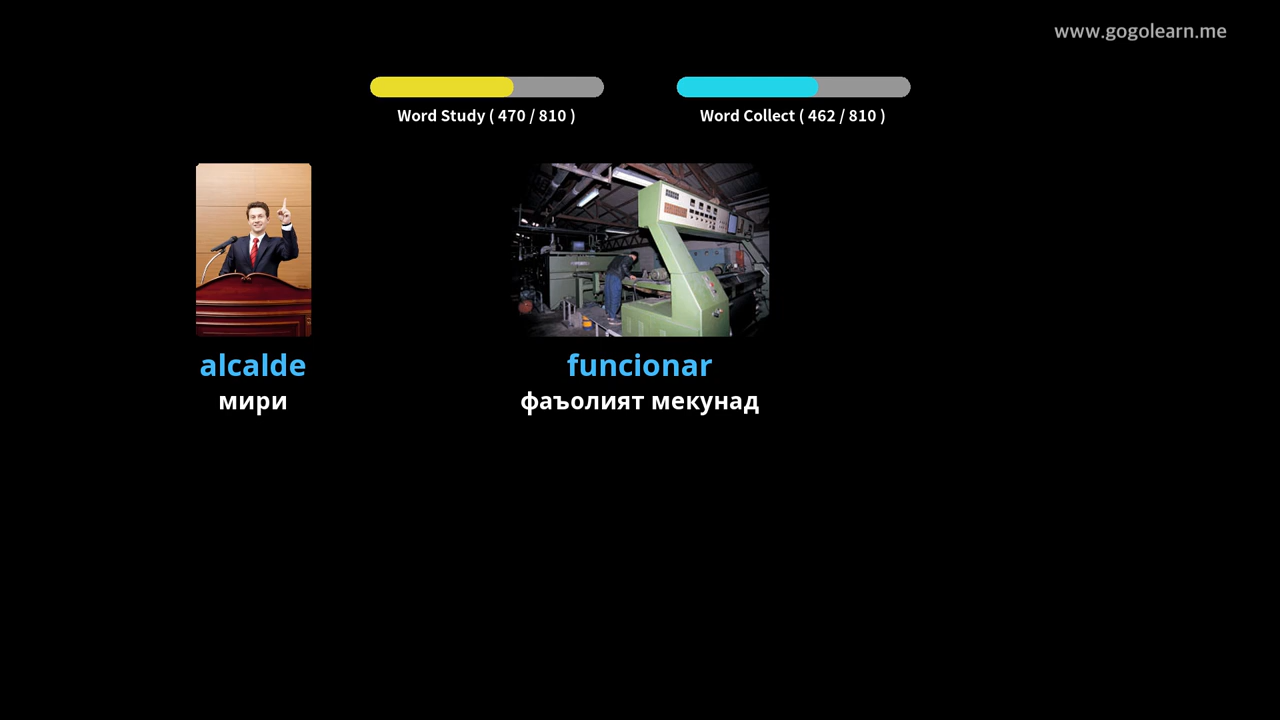 www.gogolearn.me
Word Study ( 470 / 810 )
Word Collect ( 462 / 810 )
alcalde
мири
funcionar
фаъолият мекунад